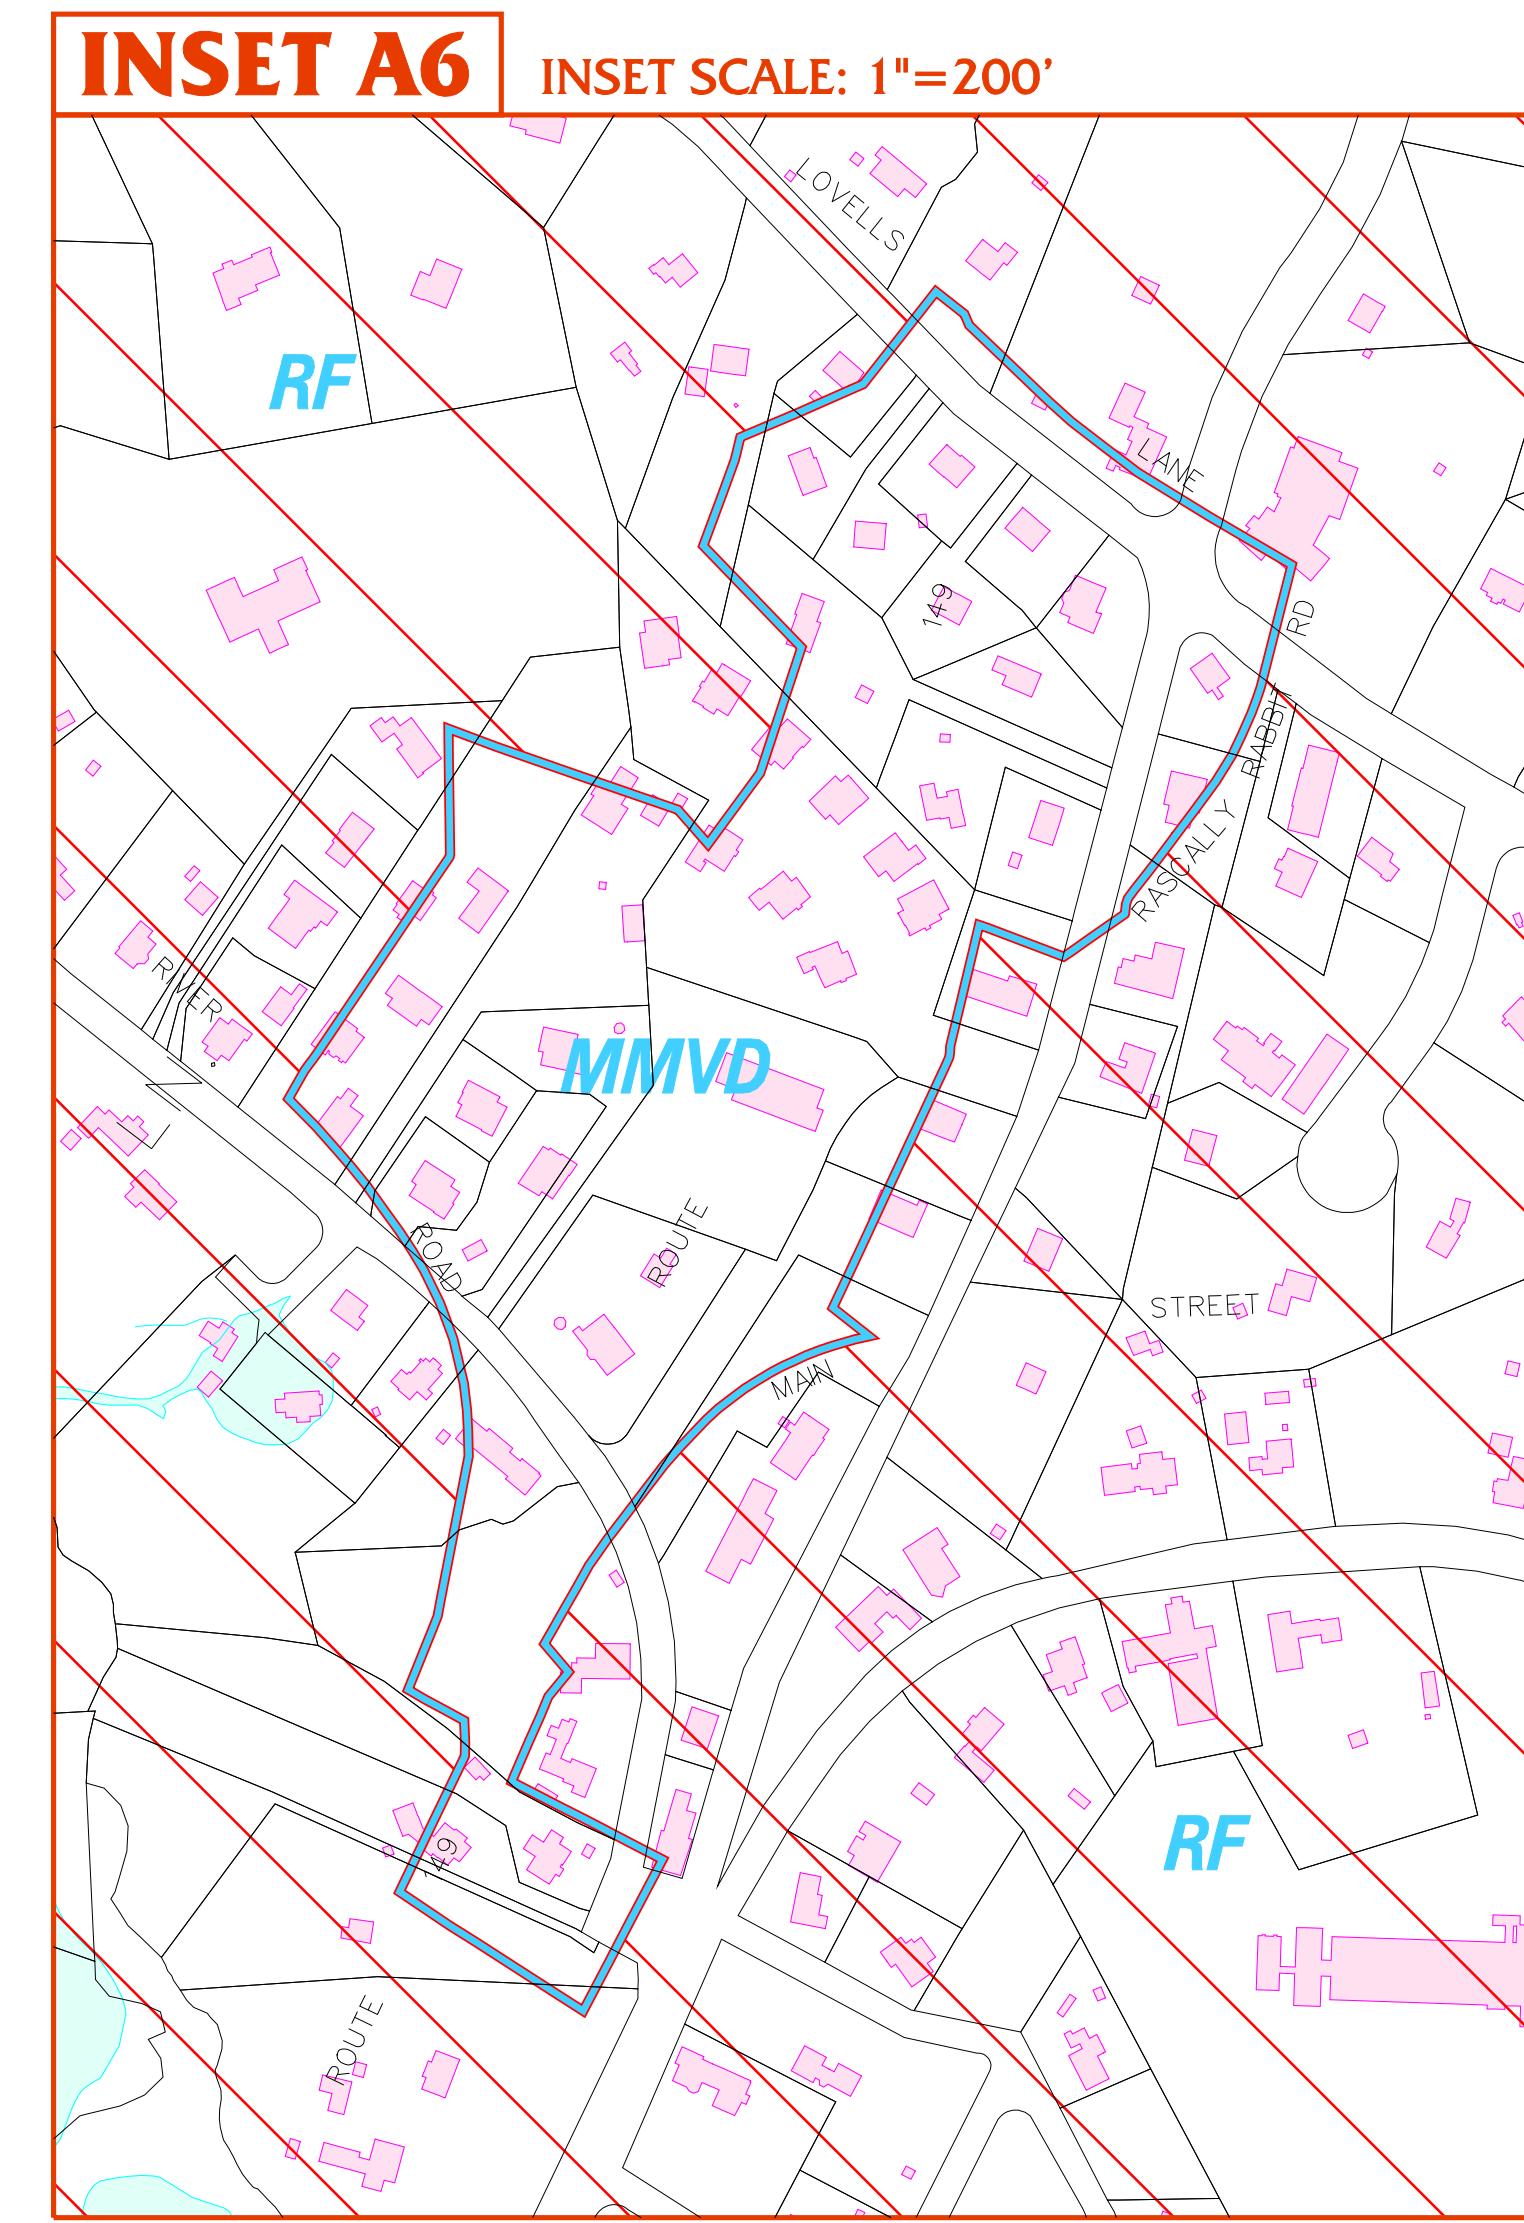 INSET A6
INSET SCALE: 1"=200'
LOVELLS
RF
LANE
149
RD
RABBIT
RASCALLY
RIVER
MMVD
ROAD
ROUTE
STREET
MAIN
RF
149
ROUTE